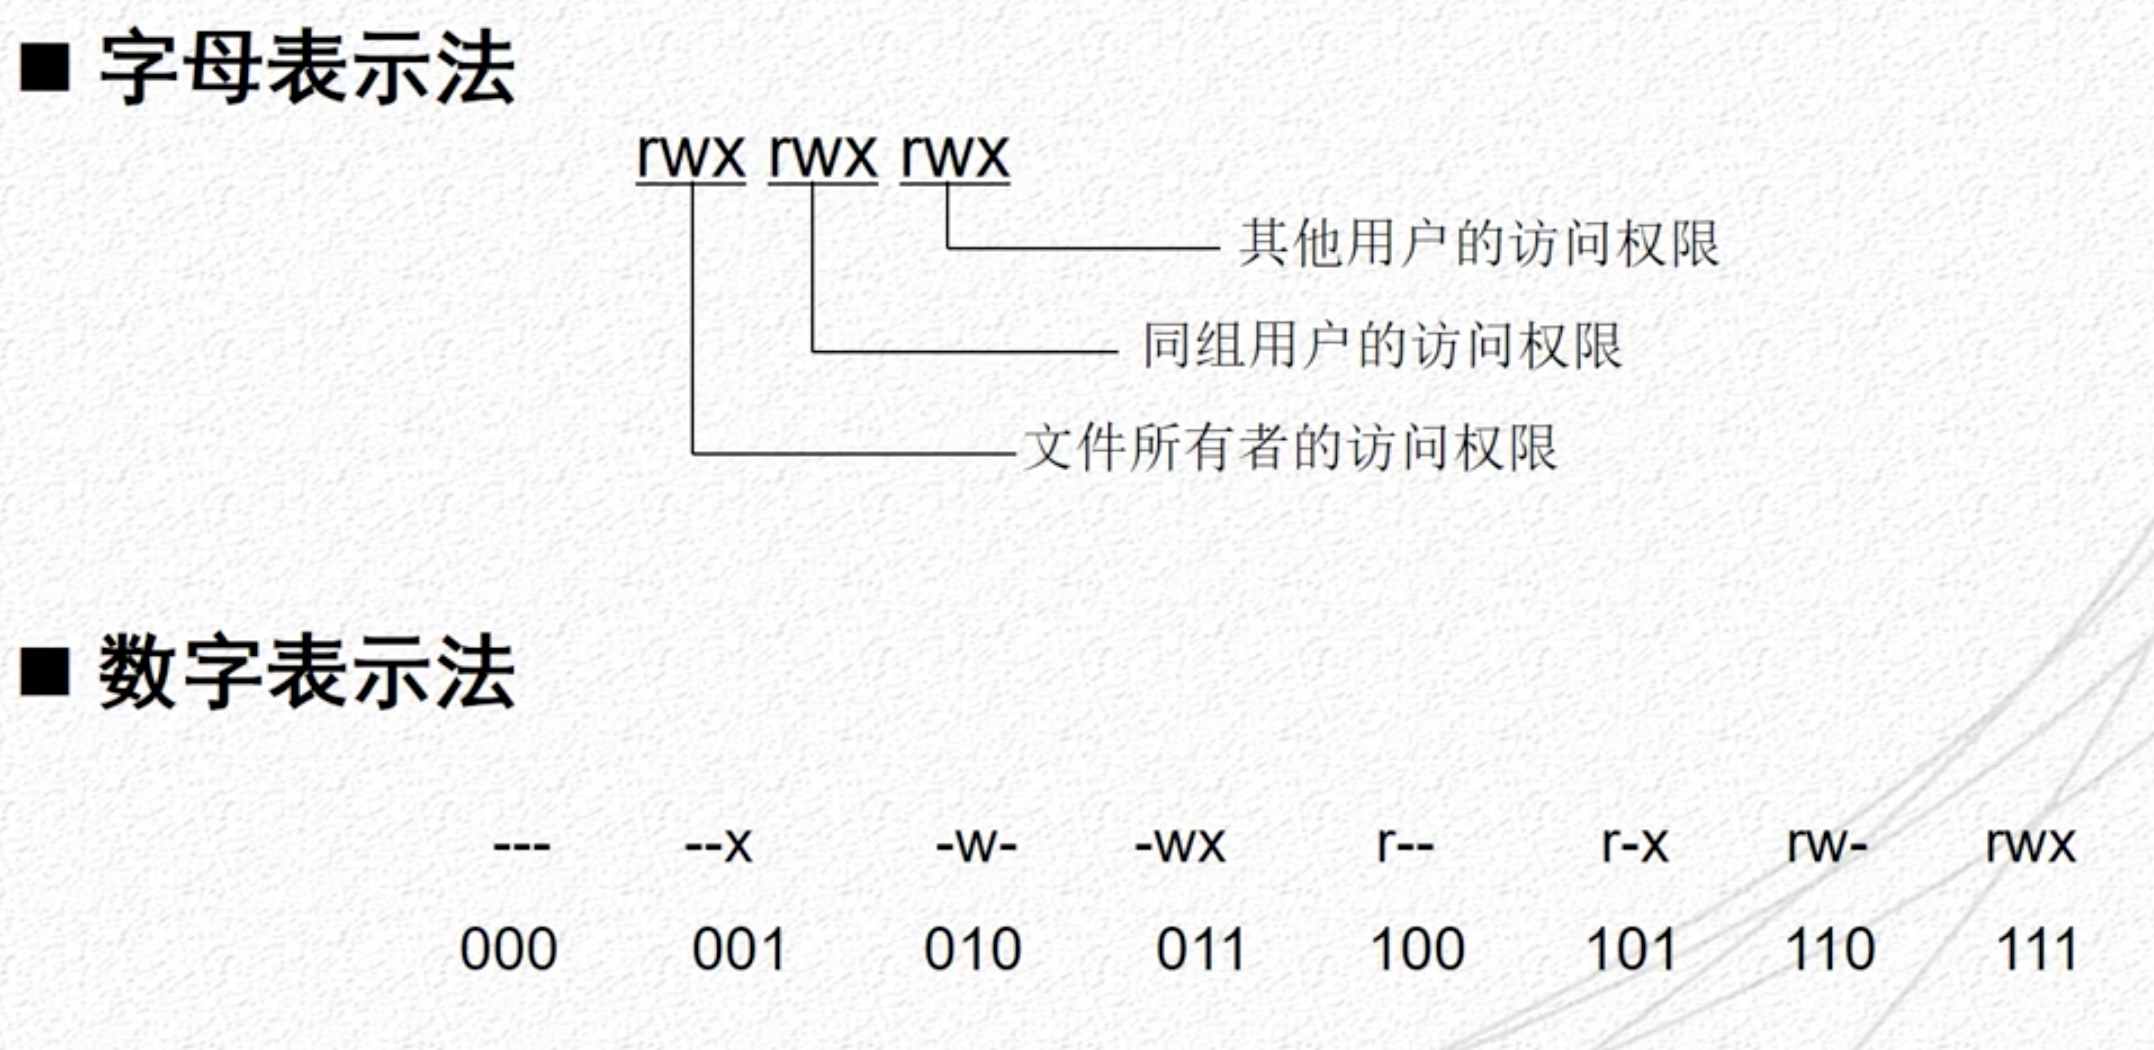 ■ 字母表示法
rwx rwx rwx
其他用户的访问权限
同组用户的访问权限
文件所有者的访问权限
■ 数字表示法
--- --x -w- -wx r-- r-x rw- rwx
000 001 010 011 100 101 110 111